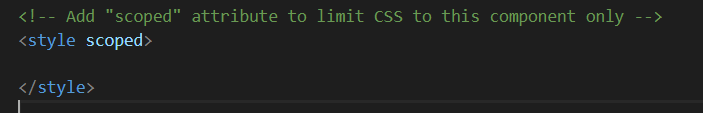 <!-- Add "scoped" attribute to limit CSS to this component only -->
<style scoped>
</style>